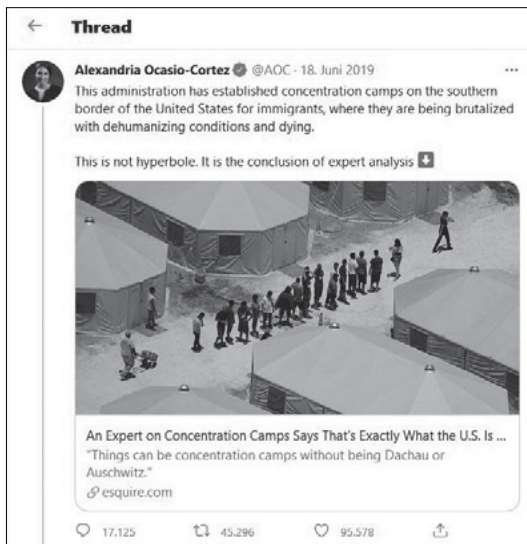 Thread
Alexandria Ocasio-Cortez @AOC · 18. Juni 2019
This administration has established concentration camps on the southern
border of the United States for immigrants, where they are being brutalized
with dehumanizing conditions and dying.
This is not hyperbole. It is the conclusion of expert analysis
An Expert on Concentration Camps Says That's Exactly What the U.S. Is ...
"Things can be concentration camps without being Dachau or
Auschwitz."
esquire.com
17.125 45.296 95.578